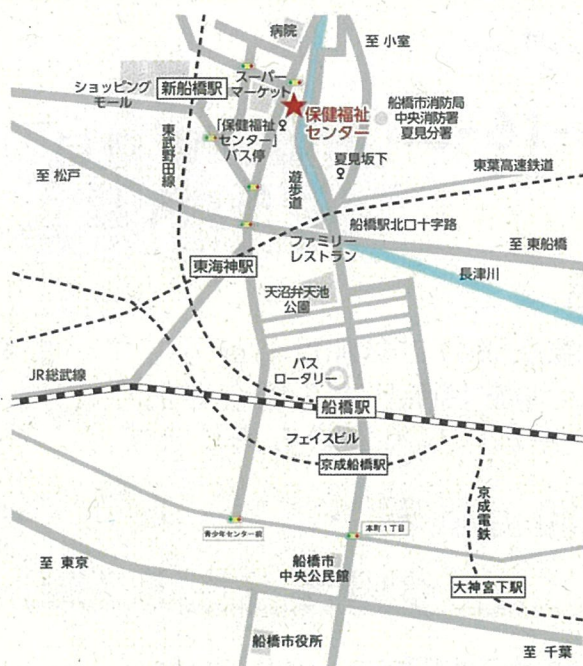 病院
至 小室
スーパー
マーケット
ショッピング
モール
新船橋駅
保健福祉
センター
船橋市消防局
中央消防署
夏見分署
「保健福祉
センター」
バス停
東武野田線
夏見坂下
東葉高速鉄道
至 松戸
遊歩道
船橋駅北口十字路
ファミリー
レストラン
至 東船橋
東海神駅
長津川
天沼弁天池
公園
バス
ロータリー
JR総武線
船橋駅
フェイスビル
京成船橋駅
京成電鉄
青少年センター前
本町1丁目
至 東京
船橋市
中央公民館
大神宮下駅
船橋市役所
至 千葉